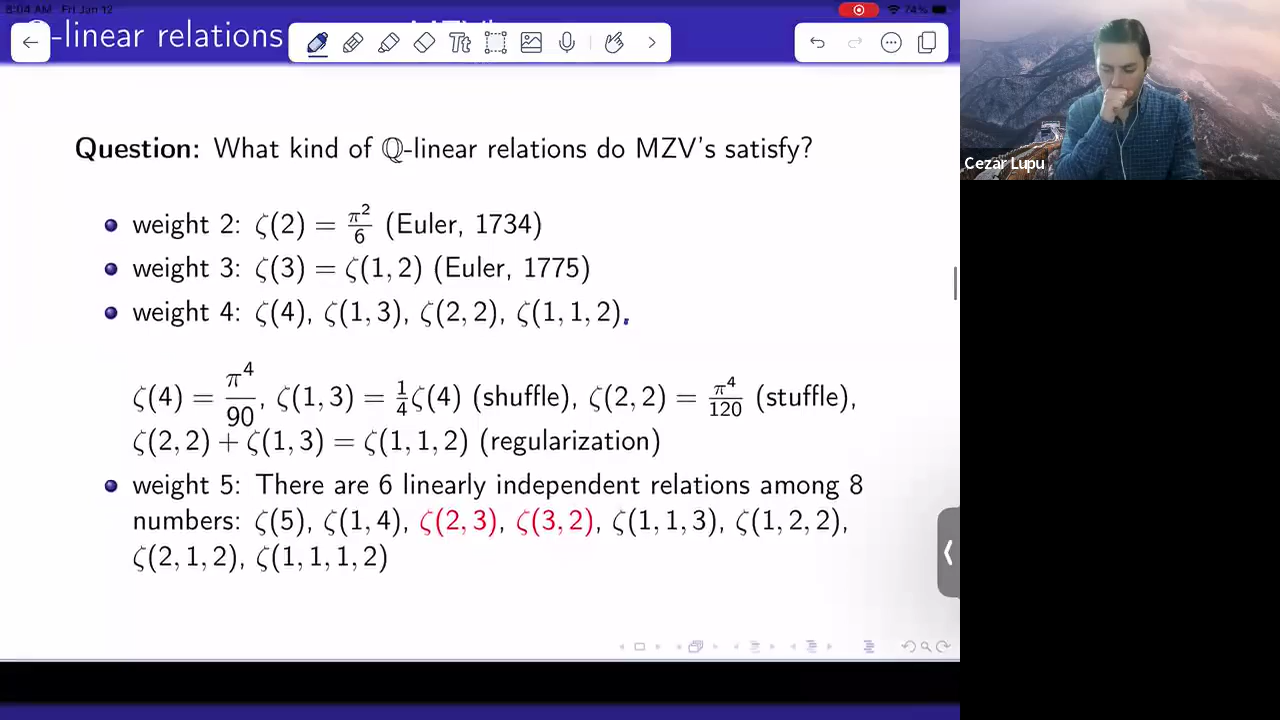 8:04 AM Fri Jan 12
74%
-linear relations
Tt
Question: What kind of ℚ-linear relations do MZV's satisfy?
weight 2: ζ(2) = π²/6 (Euler, 1734)
weight 3: ζ(3) = ζ(1, 2) (Euler, 1775)
weight 4: ζ(4), ζ(1, 3), ζ(2, 2), ζ(1, 1, 2).
ζ(4) = π⁴/90, ζ(1, 3) = 1/4 ζ(4) (shuffle), ζ(2, 2) = π⁴/120 (stuffle),
ζ(2, 2) + ζ(1, 3) = ζ(1, 1, 2) (regularization)
weight 5: There are 6 linearly independent relations among 8
numbers: ζ(5), ζ(1, 4), ζ(2, 3), ζ(3, 2), ζ(1, 1, 3), ζ(1, 2, 2),
ζ(2, 1, 2), ζ(1, 1, 1, 2)
Cezar Lupu